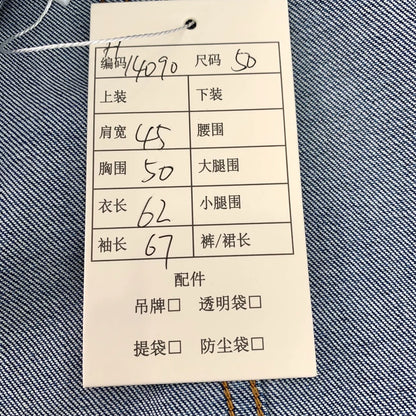 编码 14090 尺码 50
上装 下装
肩宽 45 腰围
胸围 50 大腿围
衣长 62 小腿围
袖长 67 裤/裙长
配件
吊牌□ 透明袋□
提袋□ 防尘袋□